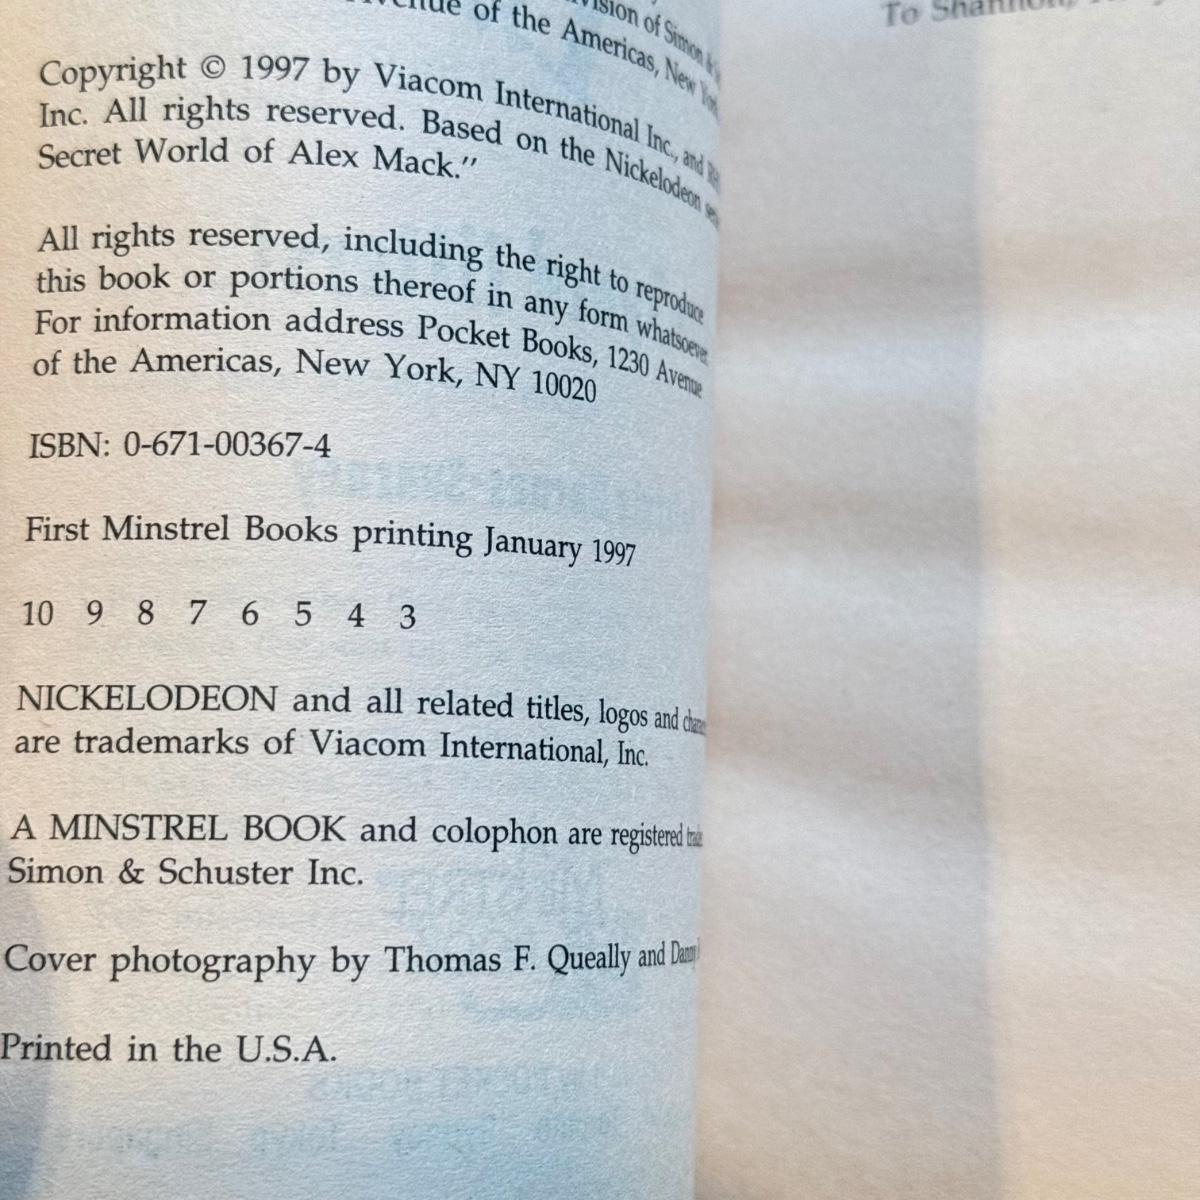 vision of Simon &
Avenue of the Americas, New York
Copyright © 1997 by Viacom International Inc., and
Inc. All rights reserved. Based on the Nickelodeon
Secret World of Alex Mack.”
All rights reserved, including the right to reproduce
this book or portions thereof in any form whatsoever
For information address Pocket Books, 1230 Avenue
of the Americas, New York, NY 10020
ISBN: 0-671-00367-4
First Minstrel Books printing January 1997
10 9 8 7 6 5 4 3
NICKELODEON and all related titles, logos and
are trademarks of Viacom International, Inc.
A MINSTREL BOOK and colophon are registered
Simon & Schuster Inc.
Cover photography by Thomas F. Queally and Danny
Printed in the U.S.A.
To Shannon,